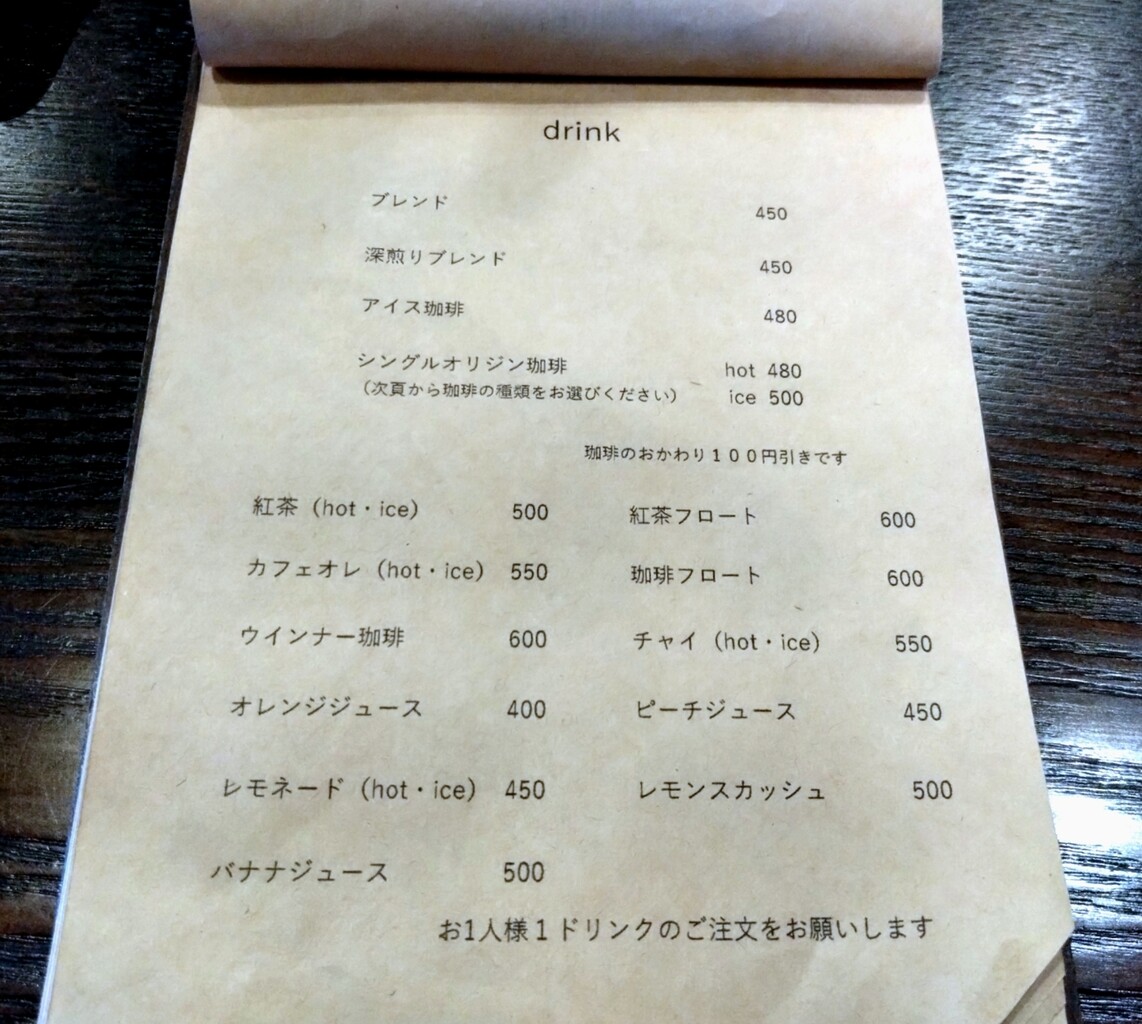 drink
ブレンド 450
深煎りブレンド 450
アイス珈琲 480
シングルオリジン珈琲 hot 480
（次頁から珈琲の種類をお選びください） ice 500
珈琲のおかわり１００円引きです
紅茶（hot・ice） 500 紅茶フロート 600
カフェオレ（hot・ice） 550 珈琲フロート 600
ウインナー珈琲 600 チャイ（hot・ice） 550
オレンジジュース 400 ピーチジュース 450
レモネード（hot・ice） 450 レモンスカッシュ 500
バナナジュース 500
お1人様１ドリンクのご注文をお願いします